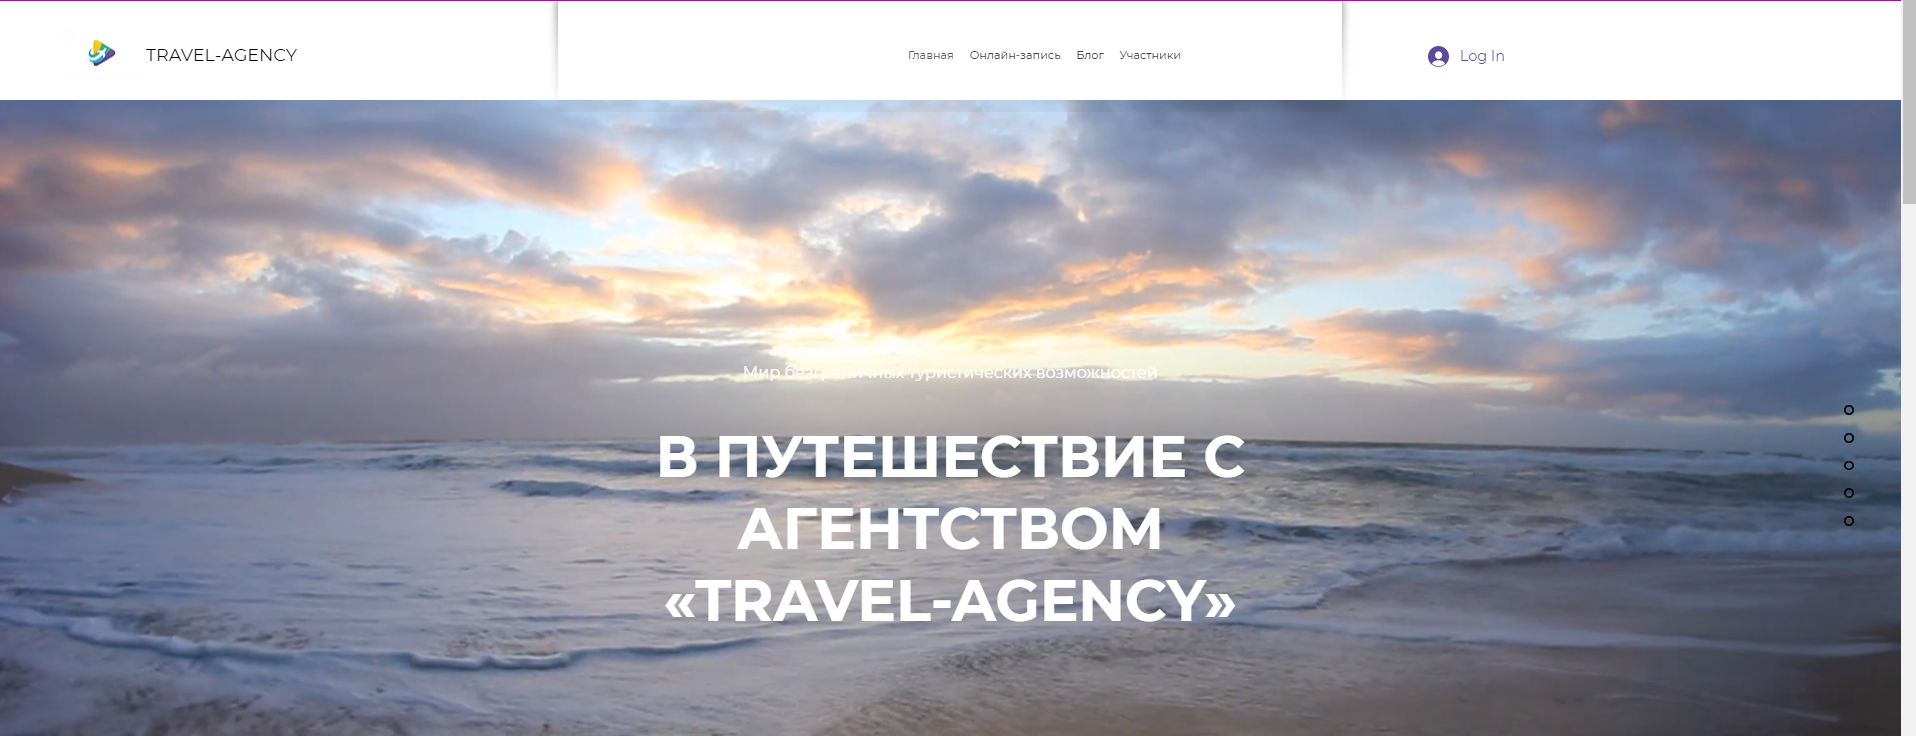 TRAVEL-AGENCY
Главная Онлайн-запись Блог Участники
Log In
Мир безграничных туристических возможностей
В ПУТЕШЕСТВИЕ С
АГЕНТСТВОМ
«TRAVEL-AGENCY»